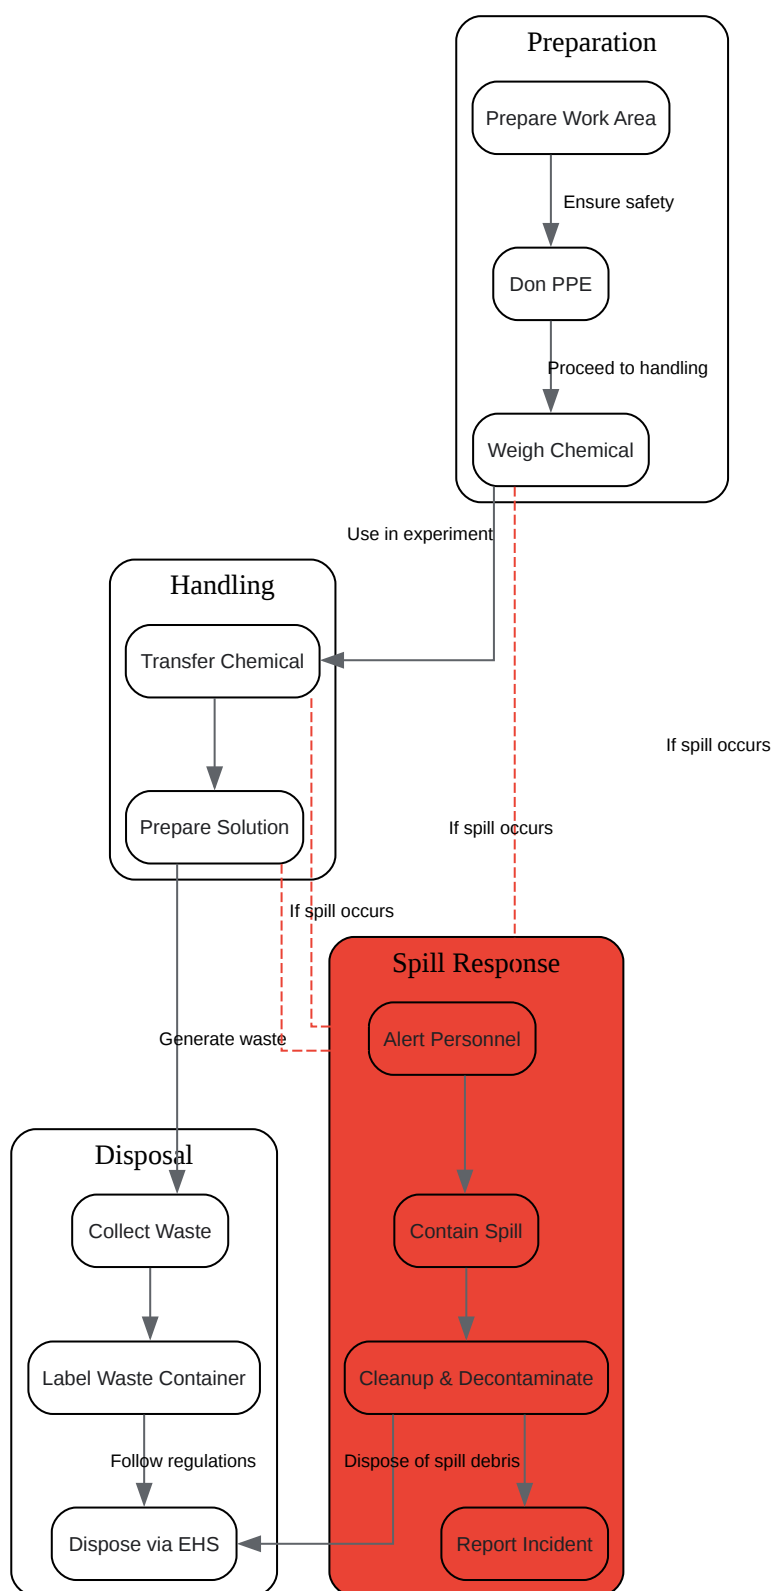 Preparation
Prepare Work Area
Ensure safety
Don PPE
Proceed to handling
Weigh Chemical
Use in experiment
Handling
Transfer Chemical
If spill occurs
Prepare Solution
If spill occurs
If spill occurs
Spill Response
Alert Personnel
Generate waste
Disposal
Collect Waste
Contain Spill
Label Waste Container
Cleanup & Decontaminate
Follow regulations
Dispose of spill debris
Dispose via EHS
Report Incident